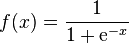 f(x) = 1 / (1 + e^{-x})